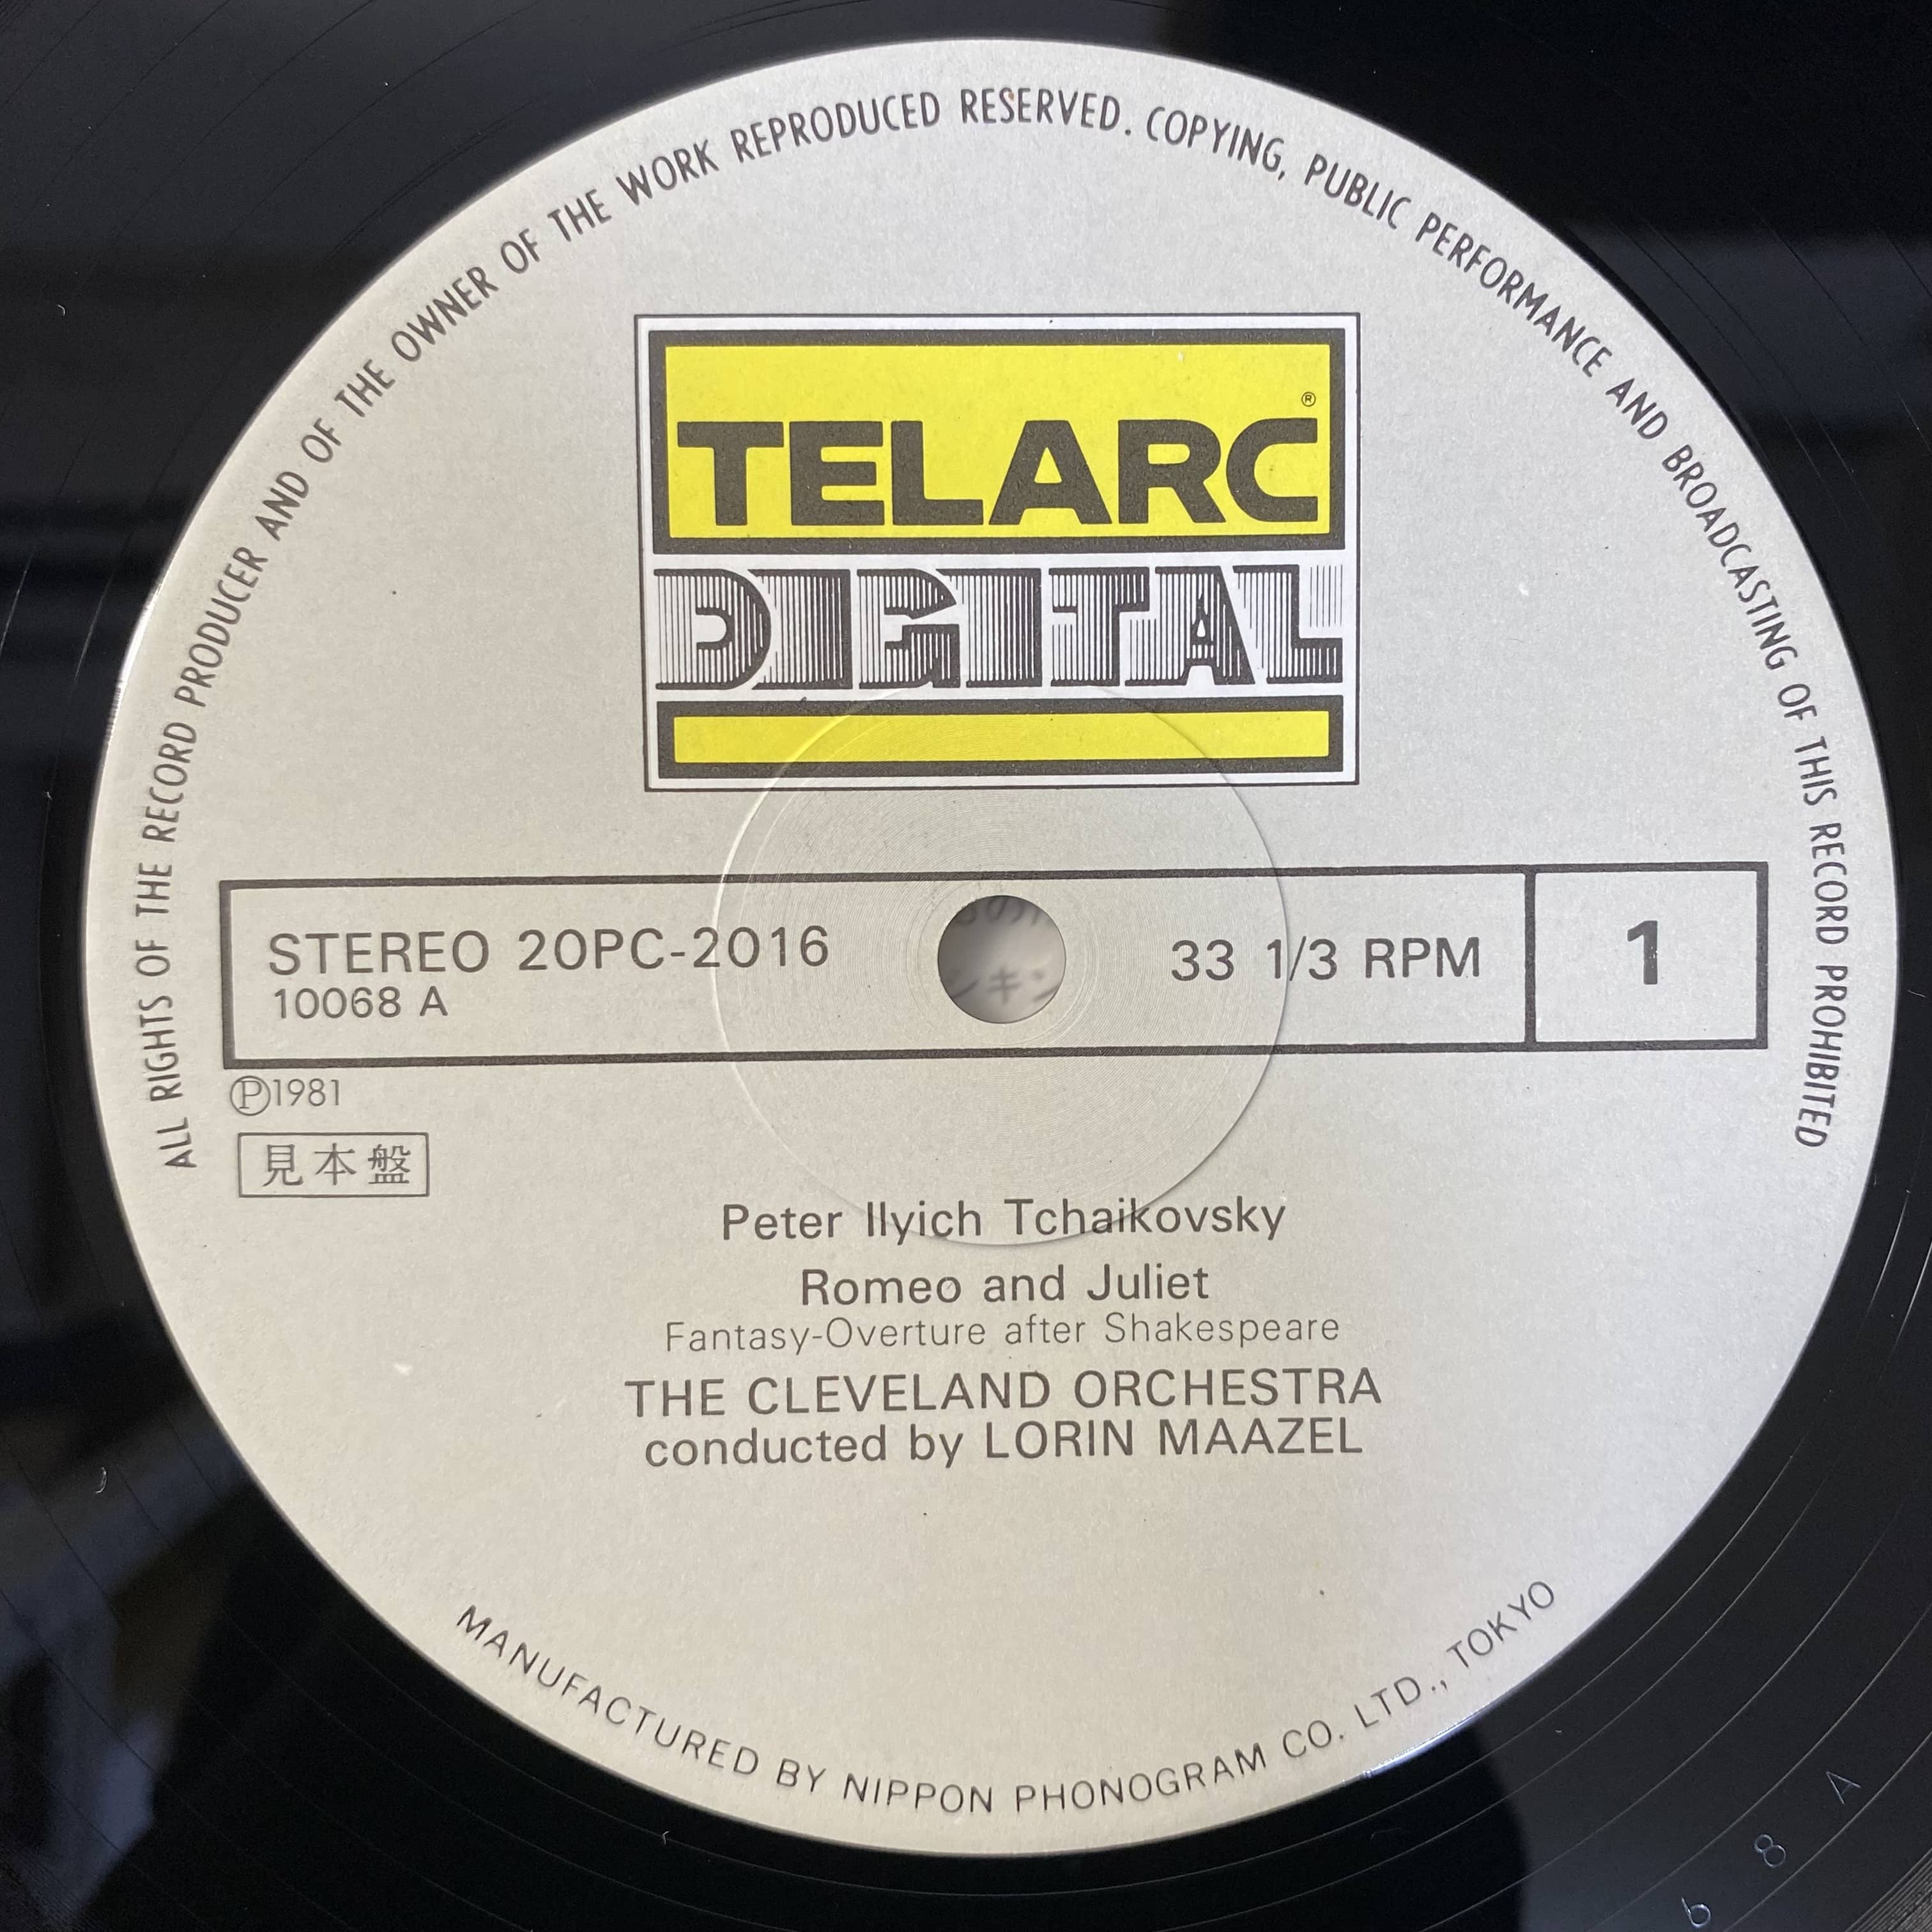 ALL RIGHTS OF THE RECORD PRODUCER AND OF THE OWNER OF THE WORK REPRODUCED RESERVED. COPYING, PUBLIC PERFORMANCE AND BROADCASTING OF THIS RECORD PROHIBITED
TELARC®
DIGITAL
STEREO 20PC-2016
10068 A
33 1/3 RPM
1
Ⓟ1981
見本盤
Peter Ilyich Tchaikovsky
Romeo and Juliet
Fantasy-Overture after Shakespeare
THE CLEVELAND ORCHESTRA
conducted by LORIN MAAZEL
MANUFACTURED BY NIPPON PHONOGRAM CO. LTD., TOKYO
68A